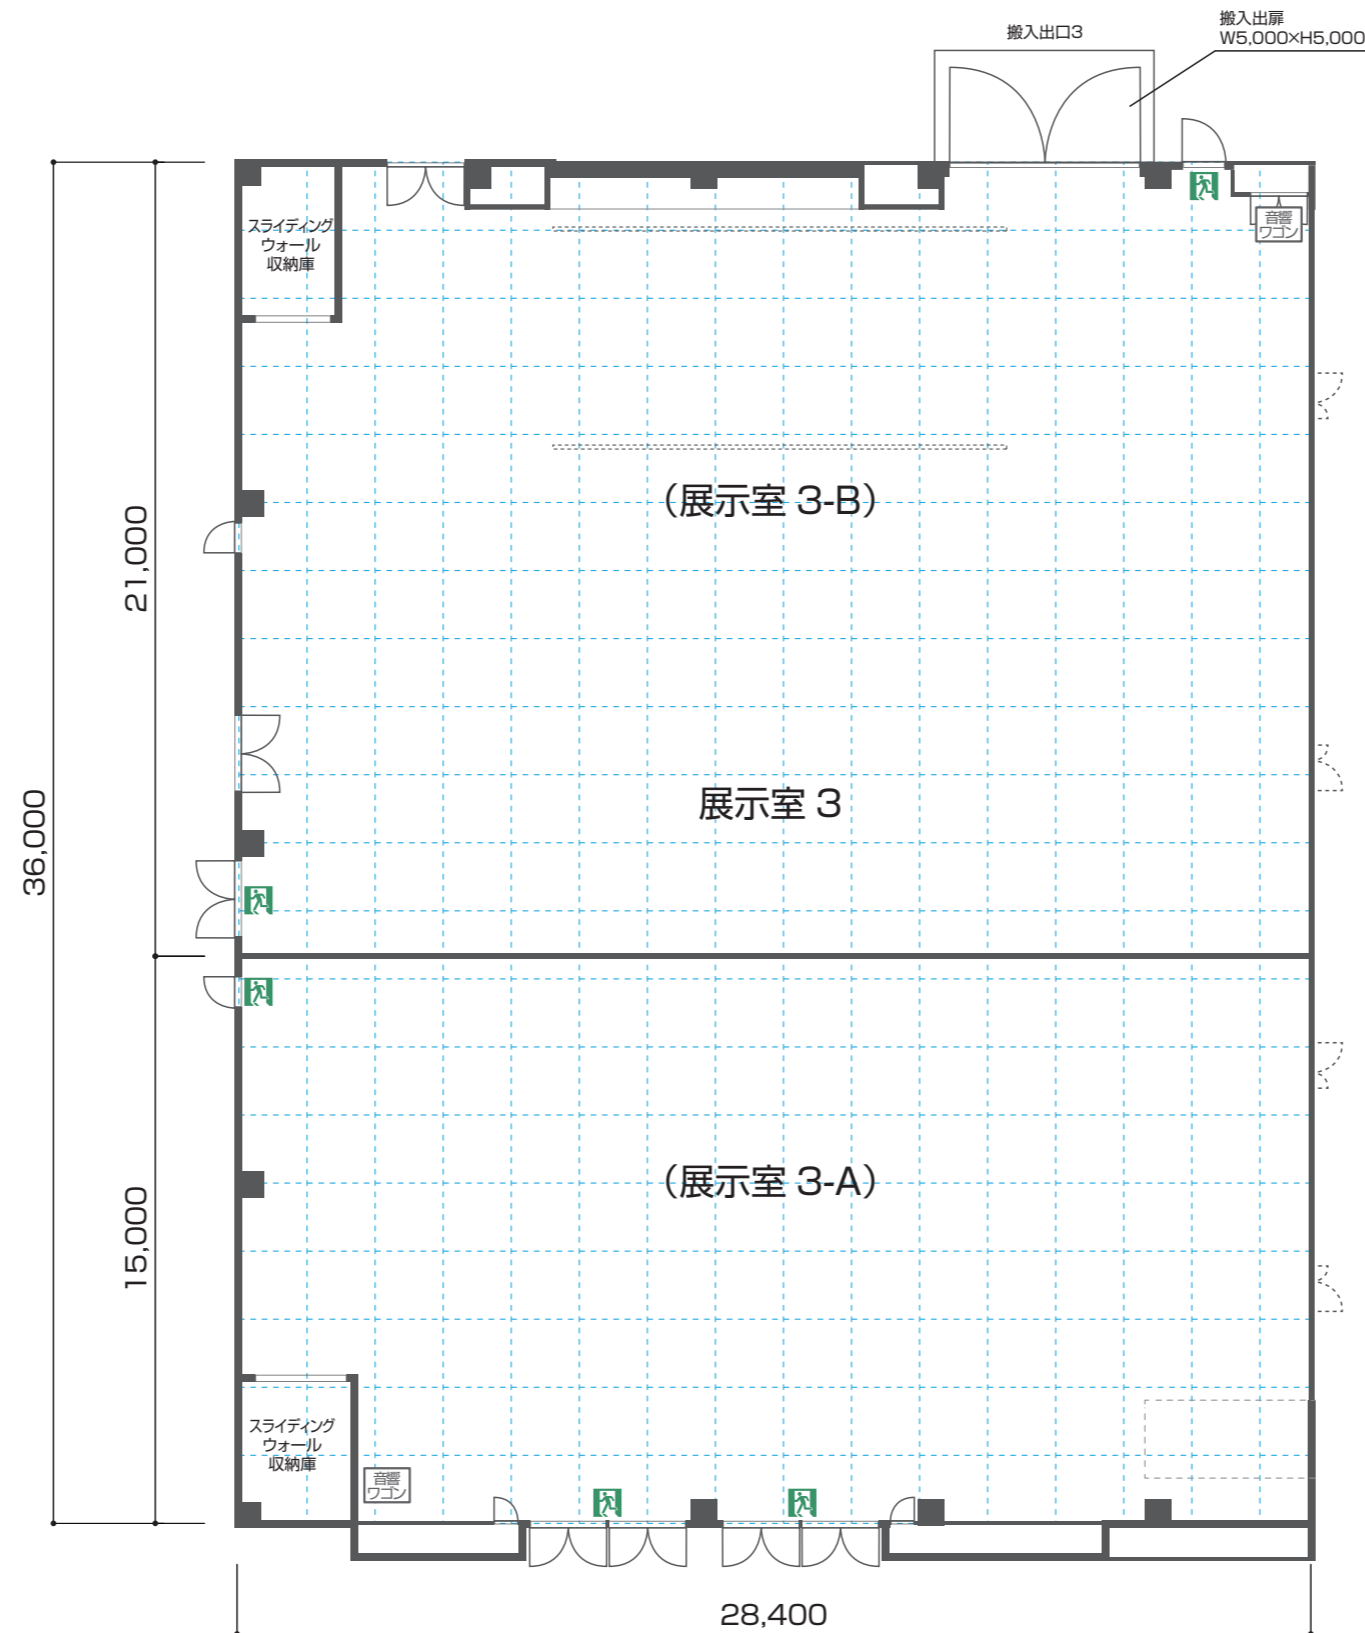 搬入出口3
搬入出扉
W5,000×H5,000
スライディング
ウォール
収納庫
音響
ワゴン
(展示室 3-B)
21,000
展示室 3
36,000
(展示室 3-A)
15,000
スライディング
ウォール
収納庫
音響
ワゴン
28,400